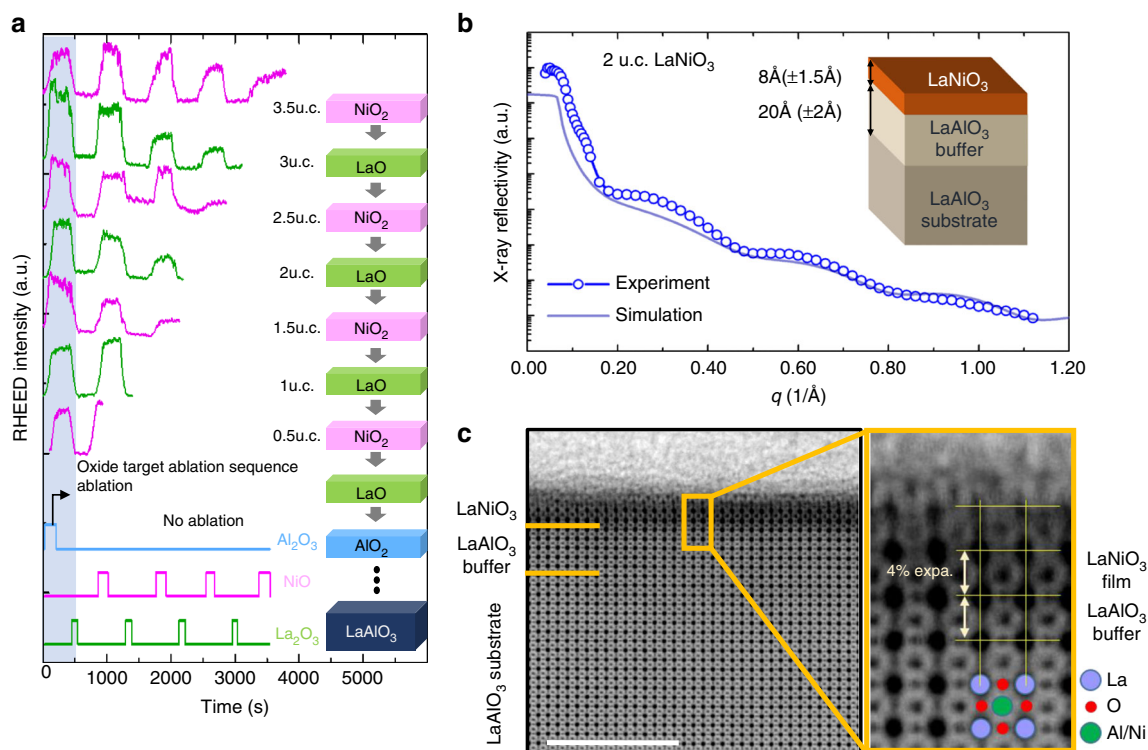 a
RHEED intensity (a.u.)
3.5u.c.
NiO2
3u.c.
LaO
2.5u.c.
NiO2
2u.c.
LaO
1.5u.c.
NiO2
1u.c.
LaO
0.5u.c.
NiO2
LaO
AlO2
LaAlO3
Oxide target ablation sequence
ablation
No ablation
Al2O3
NiO
La2O3
0
1000
2000
3000
4000
5000
Time (s)
b
X-ray reflectivity (a.u.)
2 u.c. LaNiO3
8Å(±1.5Å)
20Å (±2Å)
LaNiO3
LaAlO3
buffer
LaAlO3
substrate
Experiment
Simulation
0.00
0.20
0.40
0.60
0.80
1.00
1.20
q (1/Å)
c
LaNiO3
LaAlO3
buffer
LaAlO3 substrate
4% expa.
LaNiO3
film
LaAlO3
buffer
La
O
Al/Ni